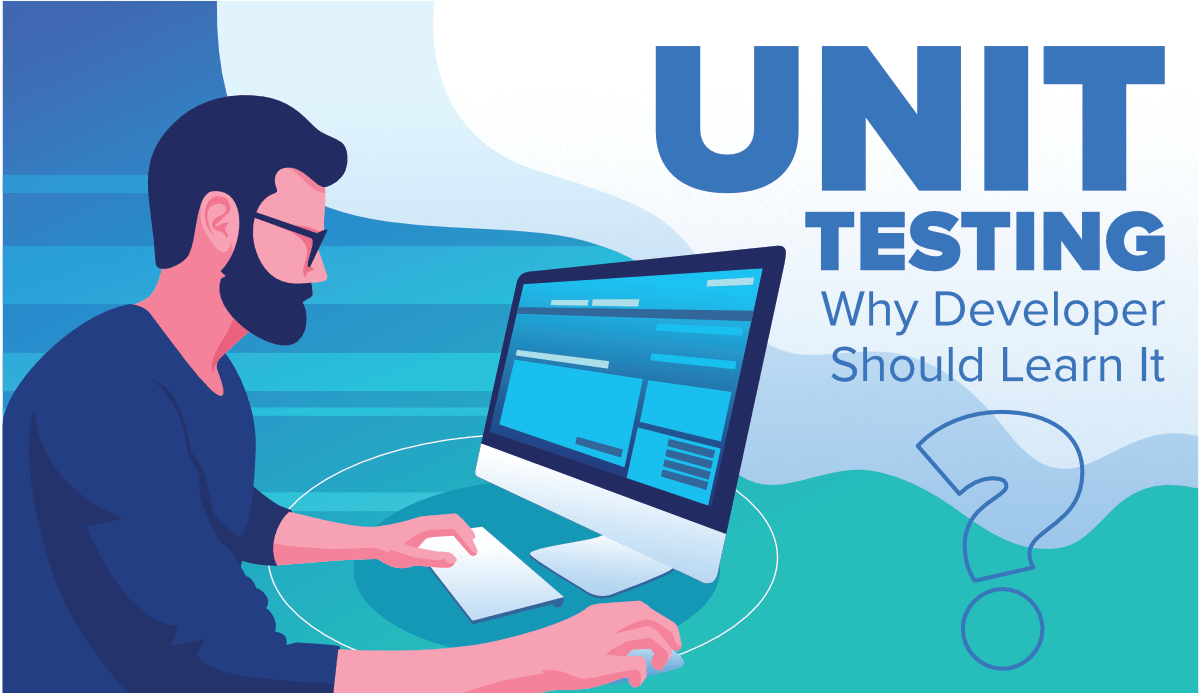 UNIT
TESTING
Why Developer
Should Learn It
?